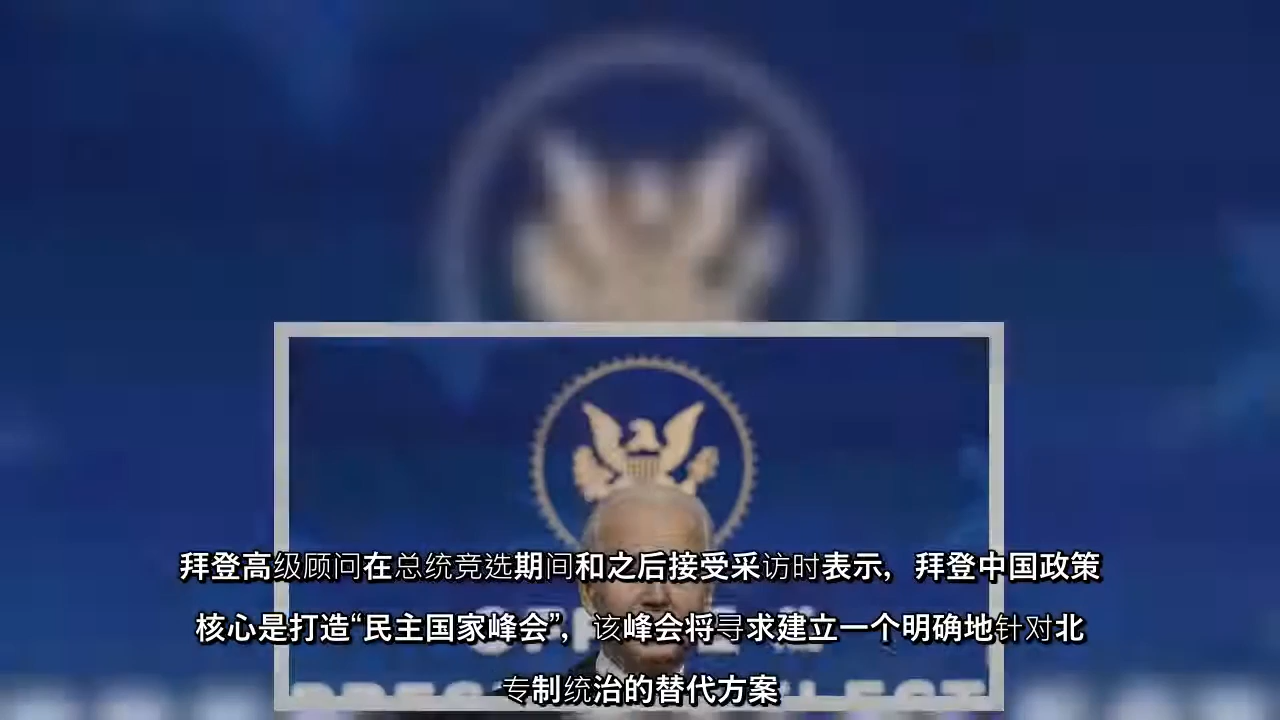 拜登高级顾问在总统竞选期间和之后接受采访时表示，拜登中国政策
核心是打造“民主国家峰会”，该峰会将寻求建立一个明确地针对北
专制统治的替代方案